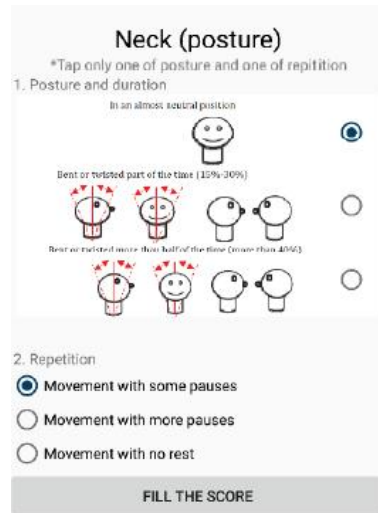 Neck (posture)
*Tap only one of posture and one of repitition
1. Posture and duration
In an almost neutral position
Bent or twisted part of the time (15%-30%)
Bent or twisted more than half of the time (more than 40%)
2. Repetition
Movement with some pauses
Movement with more pauses
Movement with no rest
FILL THE SCORE